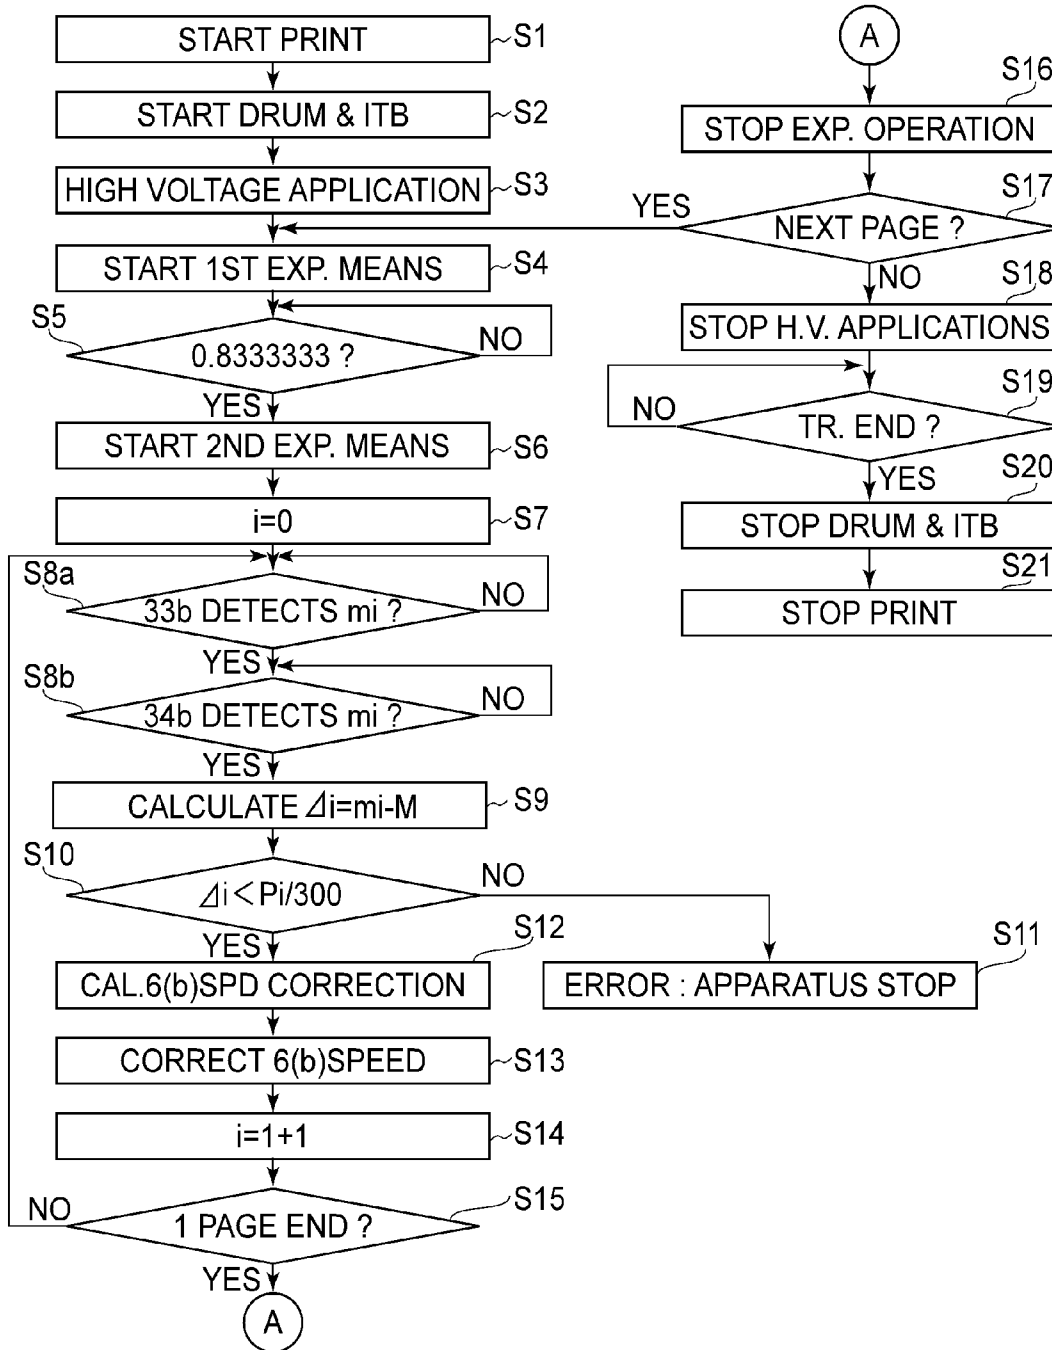 START PRINT
S1
START DRUM & ITB
S2
HIGH VOLTAGE APPLICATION
S3
START 1ST EXP. MEANS
S4
S5
0.8333333 ?
NO
YES
START 2ND EXP. MEANS
S6
i=0
S7
S8a
33b DETECTS mi ?
NO
YES
S8b
34b DETECTS mi ?
NO
YES
CALCULATE ⊿i=mi-M
S9
S10
⊿i<Pi/300
NO
YES
S12
CAL.6(b)SPD CORRECTION
S11
ERROR : APPARATUS STOP
CORRECT 6(b)SPEED
S13
i=1+1
S14
S15
1 PAGE END ?
NO
YES
A
A
S16
STOP EXP. OPERATION
S17
YES
NEXT PAGE ?
NO
S18
STOP H.V. APPLICATIONS
S19
NO
TR. END ?
YES
S20
STOP DRUM & ITB
S21
STOP PRINT